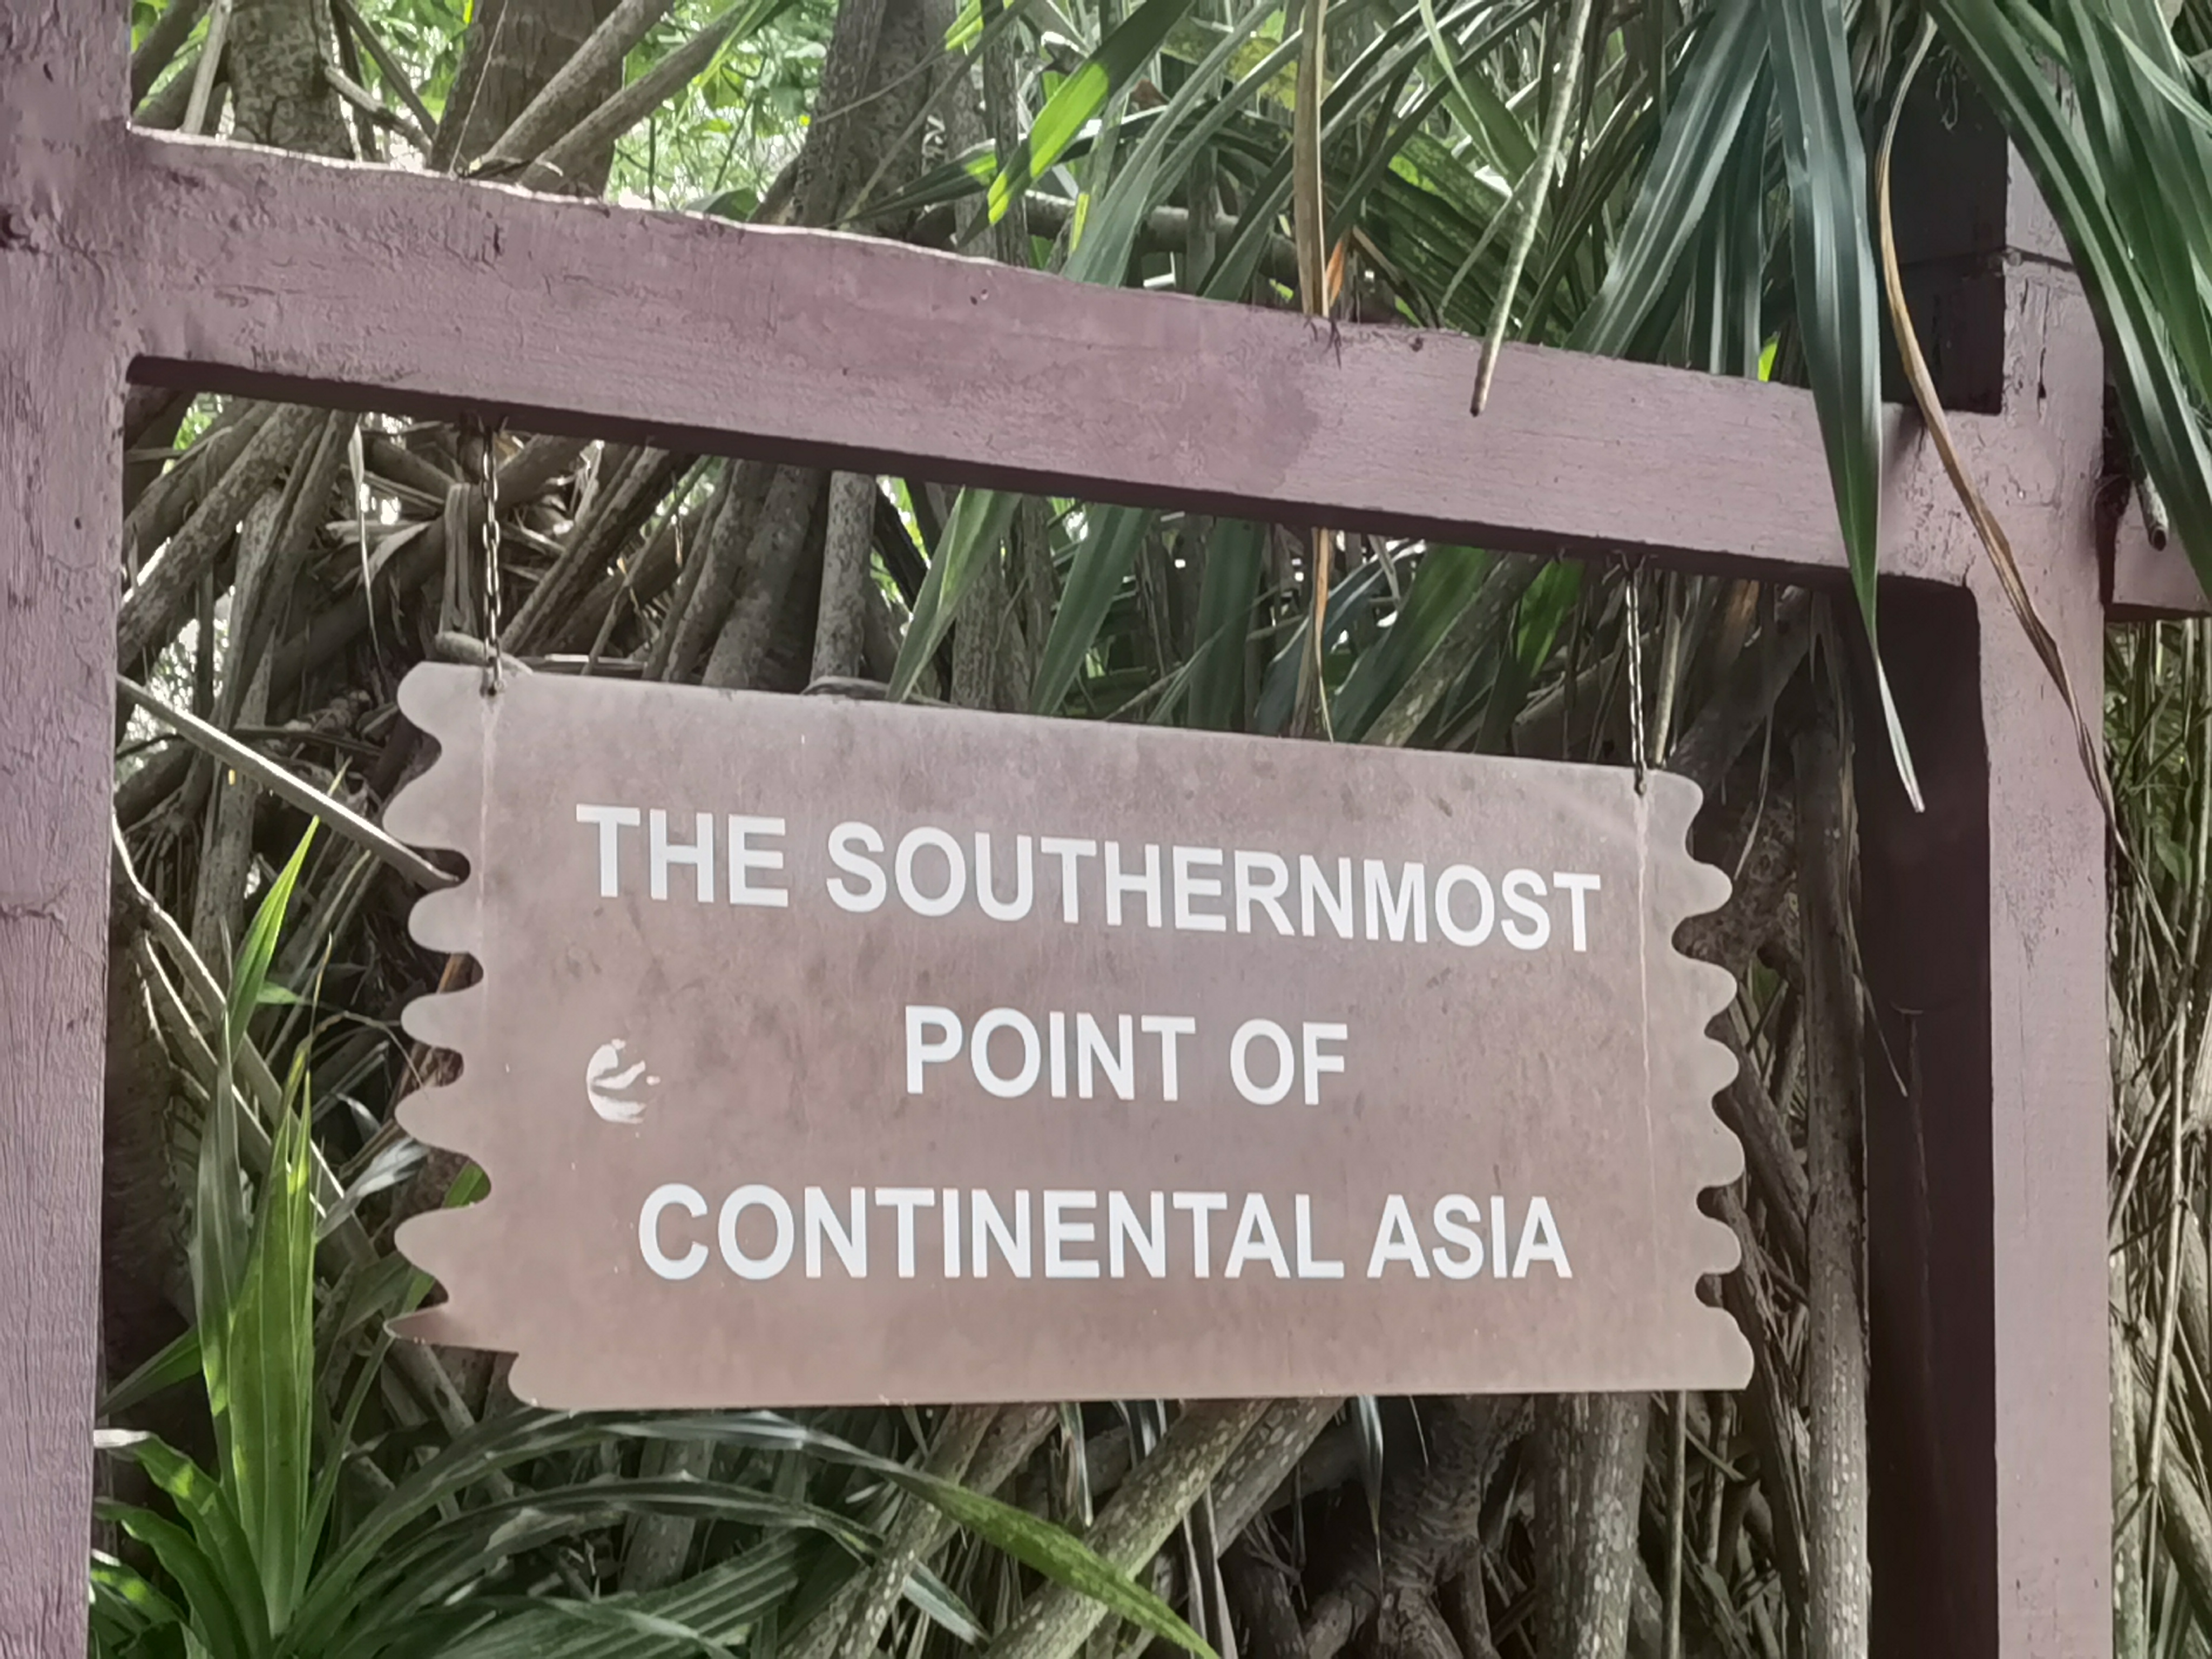 THE SOUTHERNMOST
POINT OF
CONTINENTAL ASIA